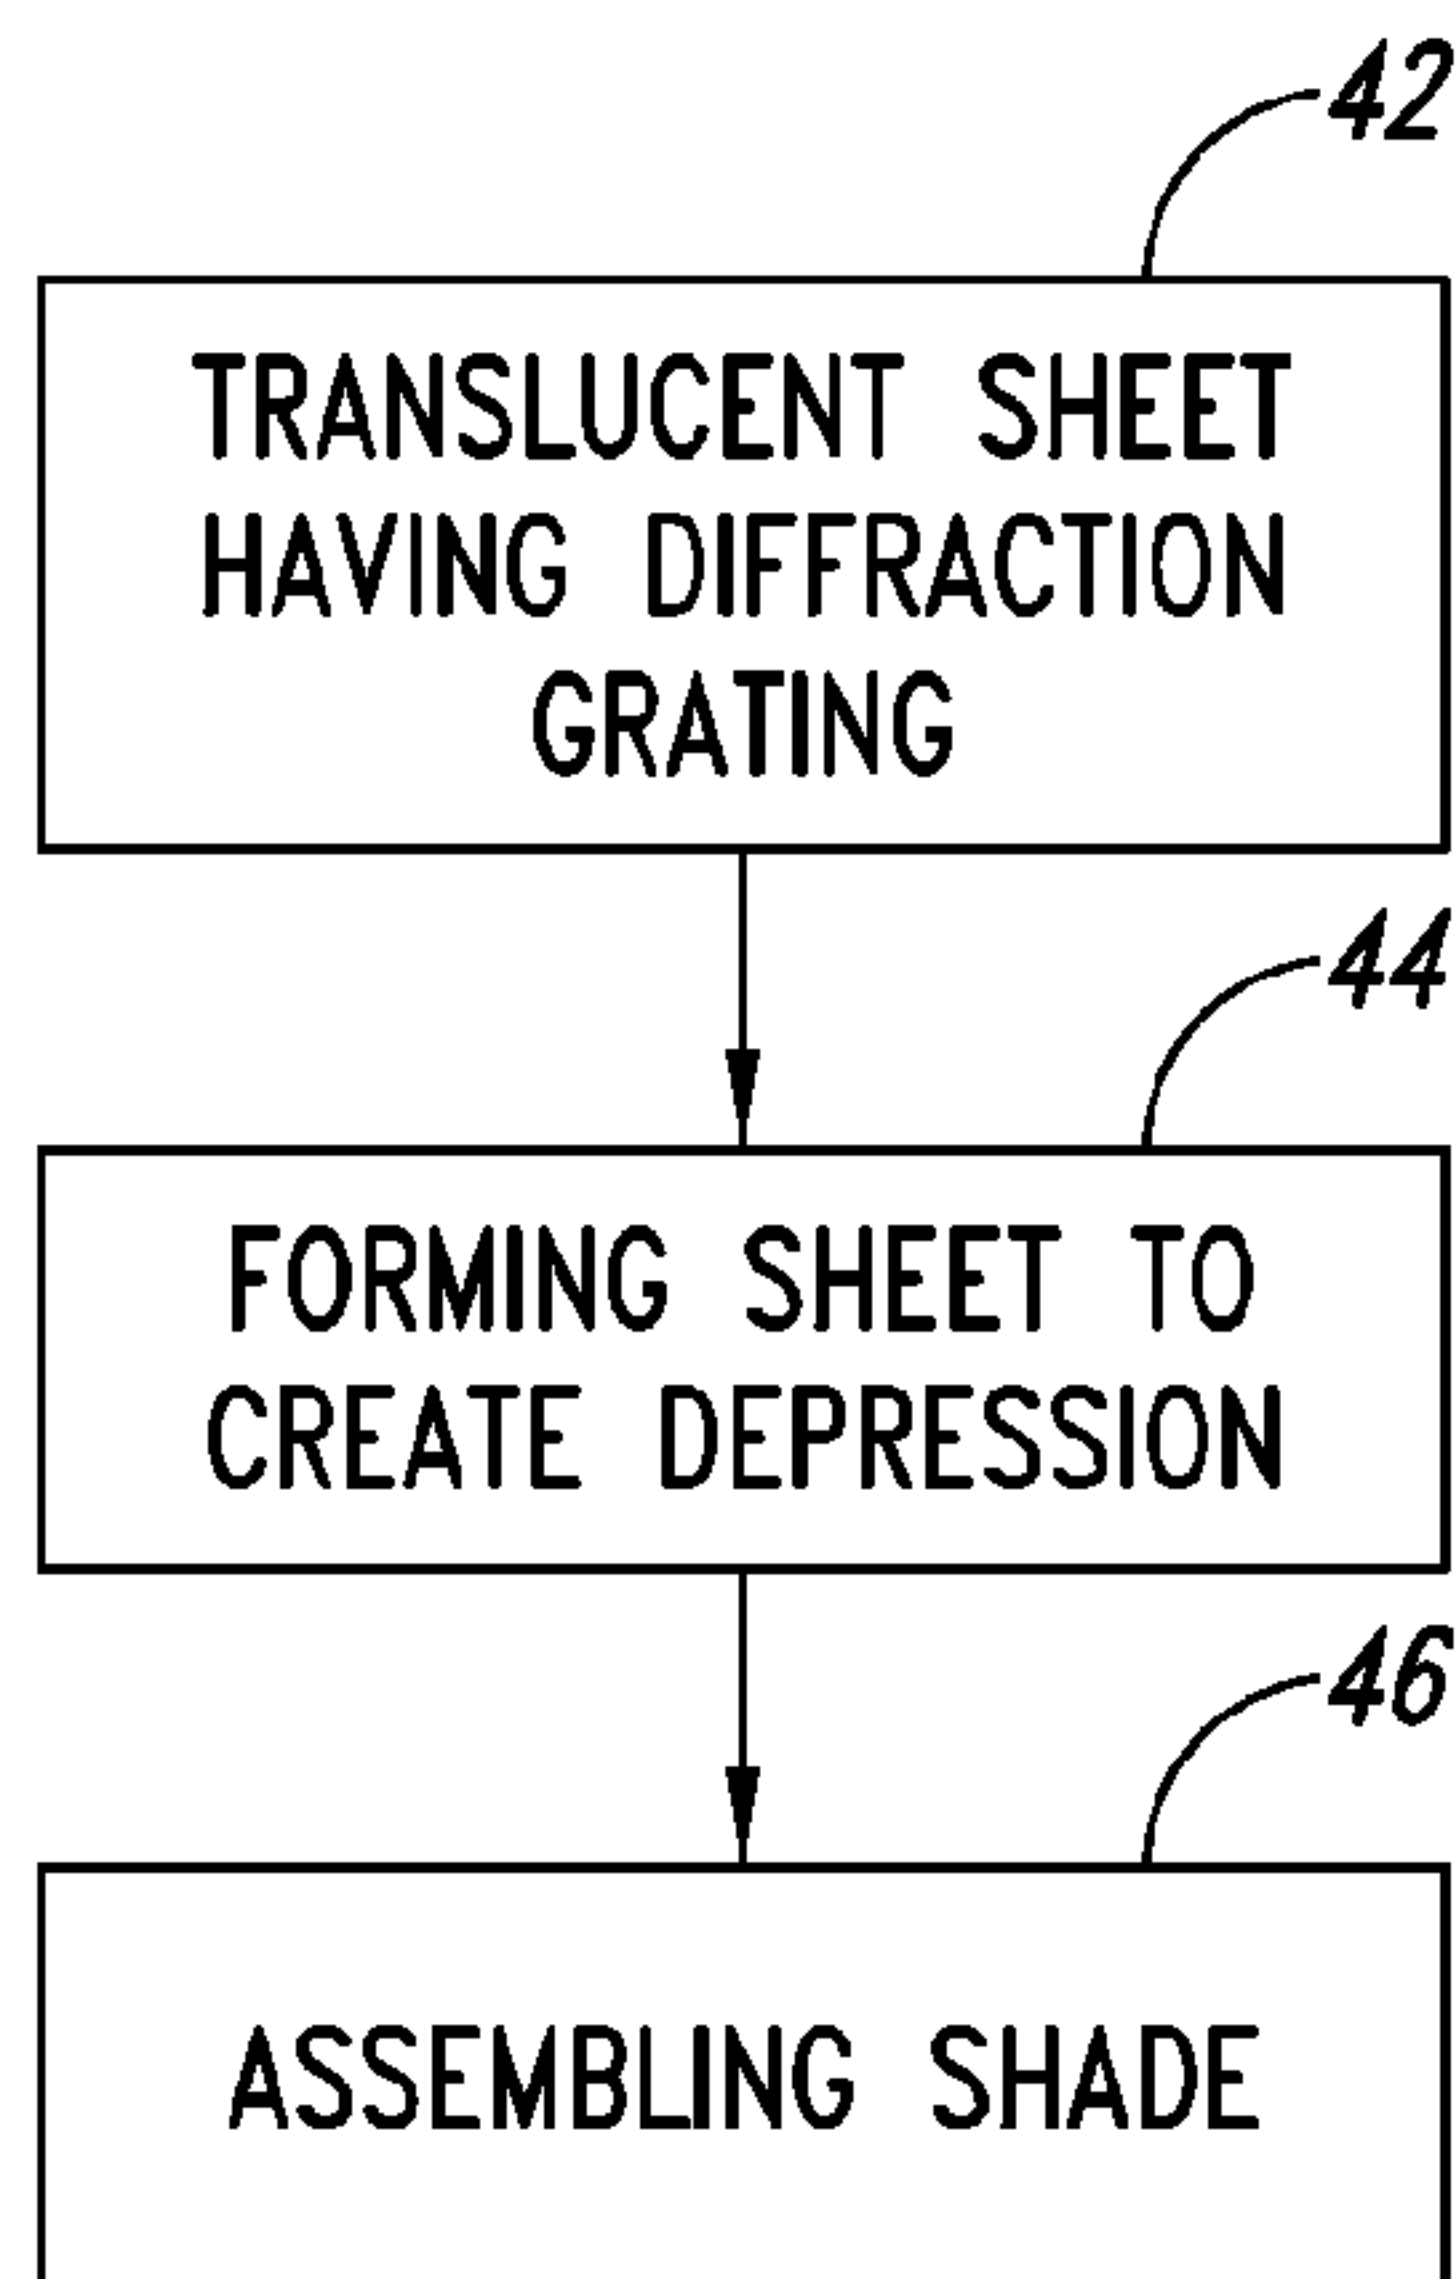 42
TRANSLUCENT SHEET
HAVING DIFFRACTION
GRATING
44
FORMING SHEET TO
CREATE DEPRESSION
46
ASSEMBLING SHADE